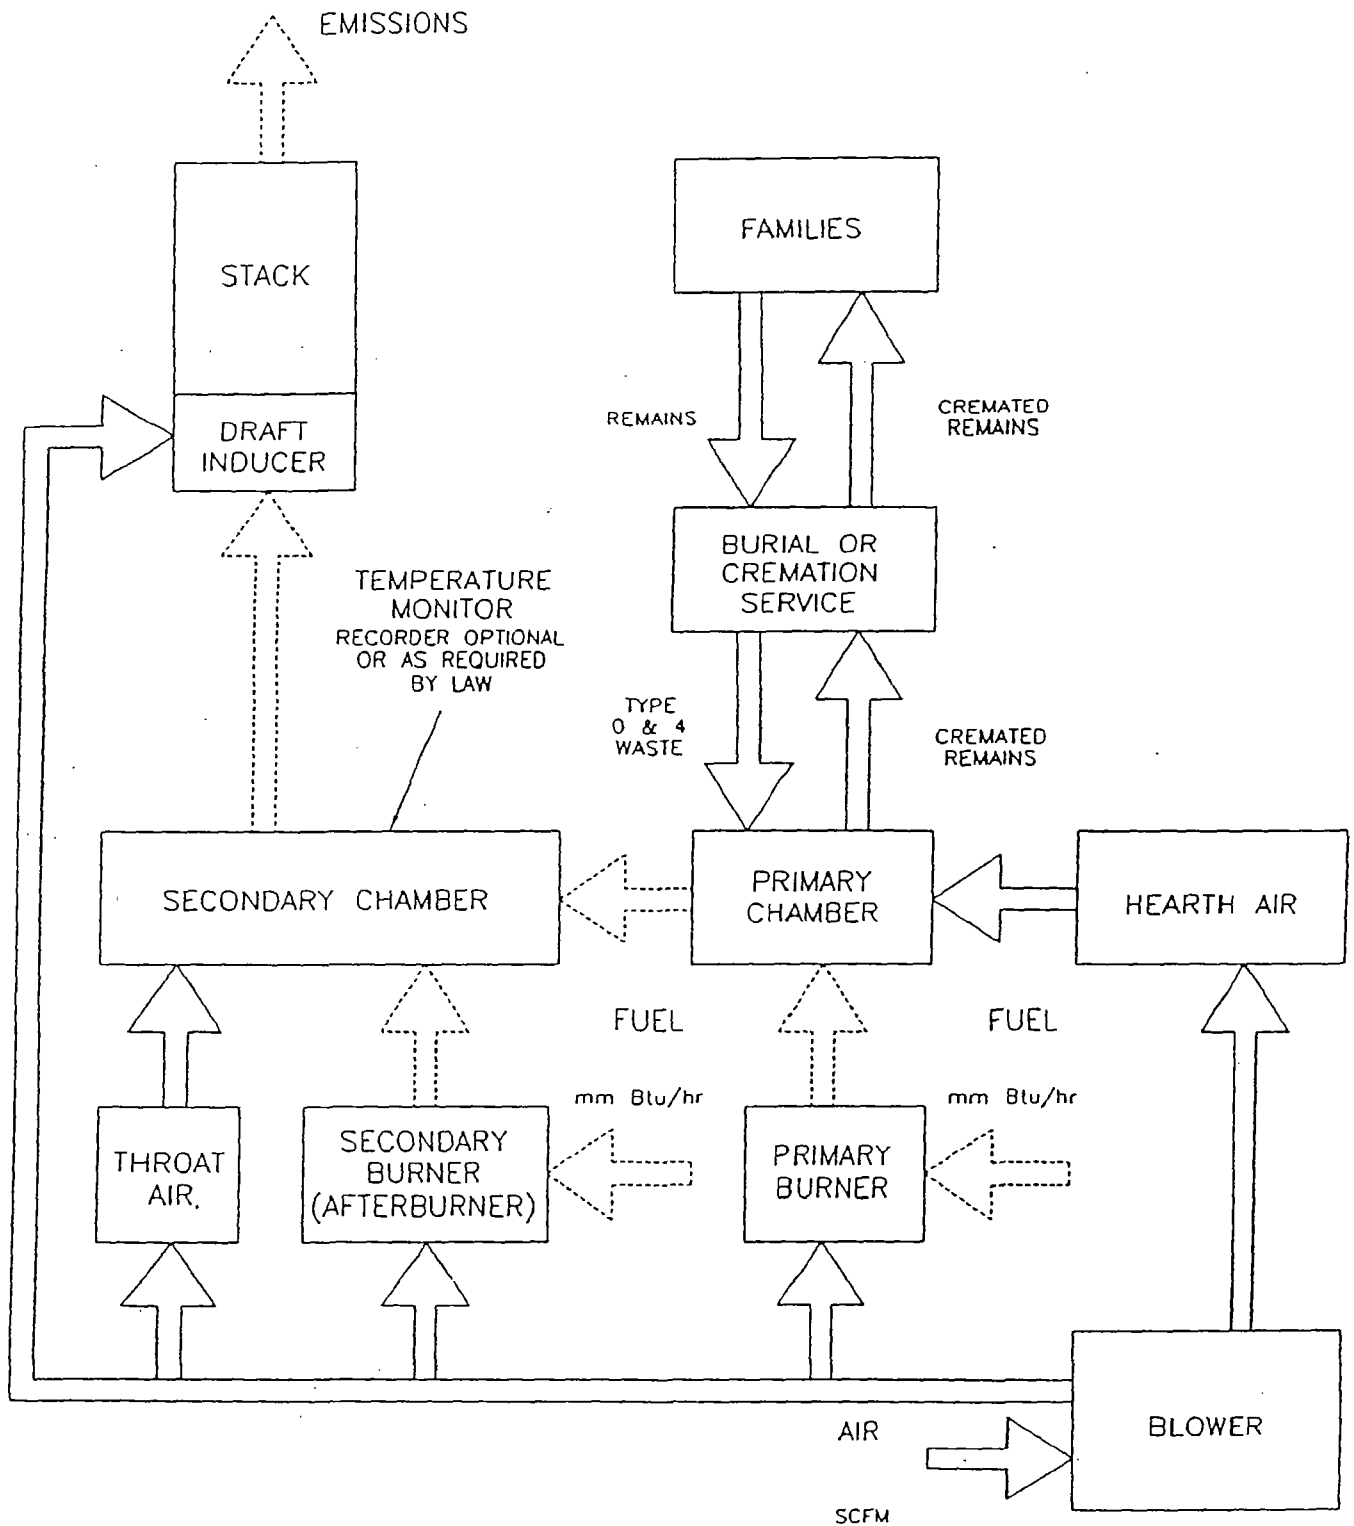 EMISSIONS
STACK
DRAFT
INDUCER
FAMILIES
REMAINS
CREMATED
REMAINS
BURIAL OR
CREMATION
SERVICE
TEMPERATURE
MONITOR
RECORDER OPTIONAL
OR AS REQUIRED
BY LAW
TYPE
0 & 4
WASTE
CREMATED
REMAINS
SECONDARY CHAMBER
PRIMARY
CHAMBER
HEARTH AIR
FUEL
FUEL
mm Btu/hr
mm Btu/hr
THROAT
AIR.
SECONDARY
BURNER
(AFTERBURNER)
PRIMARY
BURNER
AIR
BLOWER
SCFM